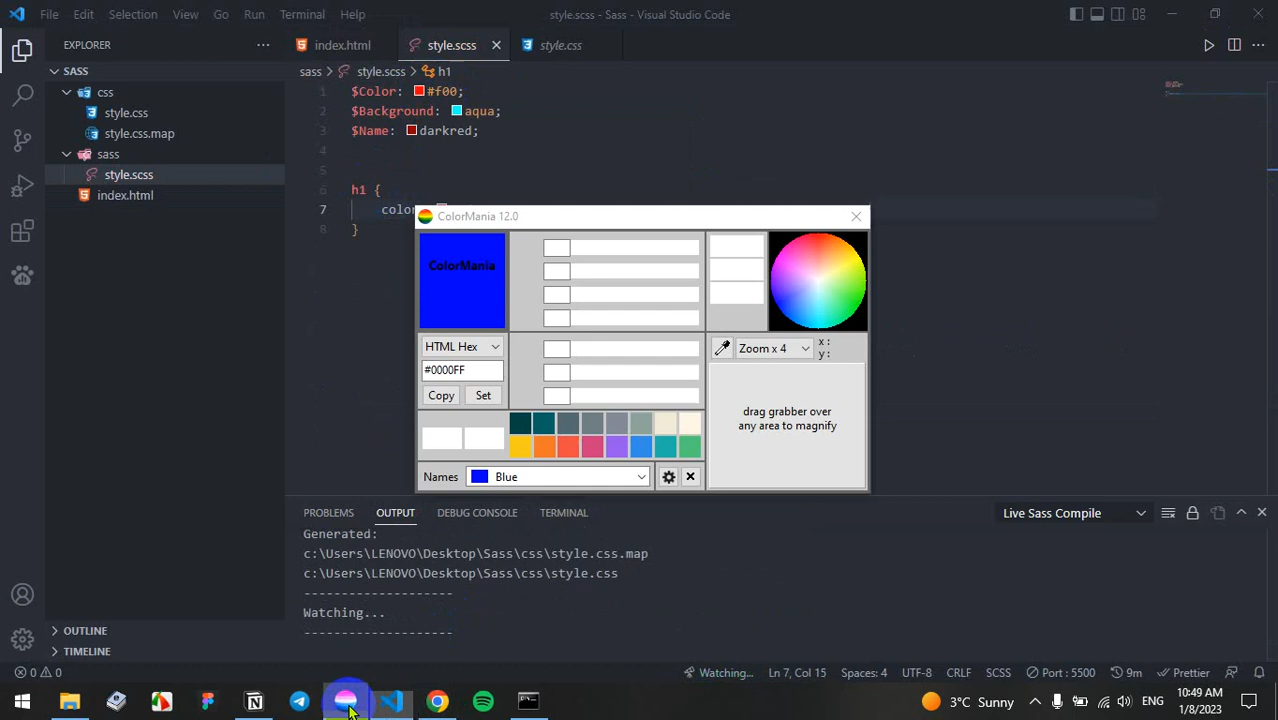 File Edit Selection View Go Run Terminal Help
style.scss - Sass - Visual Studio Code
EXPLORER
index.html
style.scss
style.css
SASS
css
style.css
style.css.map
sass
style.scss
index.html
sass > style.scss > h1
1 $Color: #f00;
2 $Background: aqua;
3 $Name: darkred;
4
5
6 h1 {
7 color
8 }
ColorMania 12.0
ColorMania
HTML Hex
#0000FF
Copy Set
Zoom x 4
x:
y:
drag grabber over
any area to magnify
Names Blue
PROBLEMS OUTPUT DEBUG CONSOLE TERMINAL
Live Sass Compile
Generated:
c:\Users\LENOVO\Desktop\Sass\css\style.css.map
c:\Users\LENOVO\Desktop\Sass\css\style.css
--------------------
Watching...
--------------------
OUTLINE
TIMELINE
0 0
Watching... Ln 7, Col 15 Spaces: 4 UTF-8 CRLF SCSS Port : 5500 9m Prettier
3°C Sunny
ENG
10:49 AM
1/8/2023